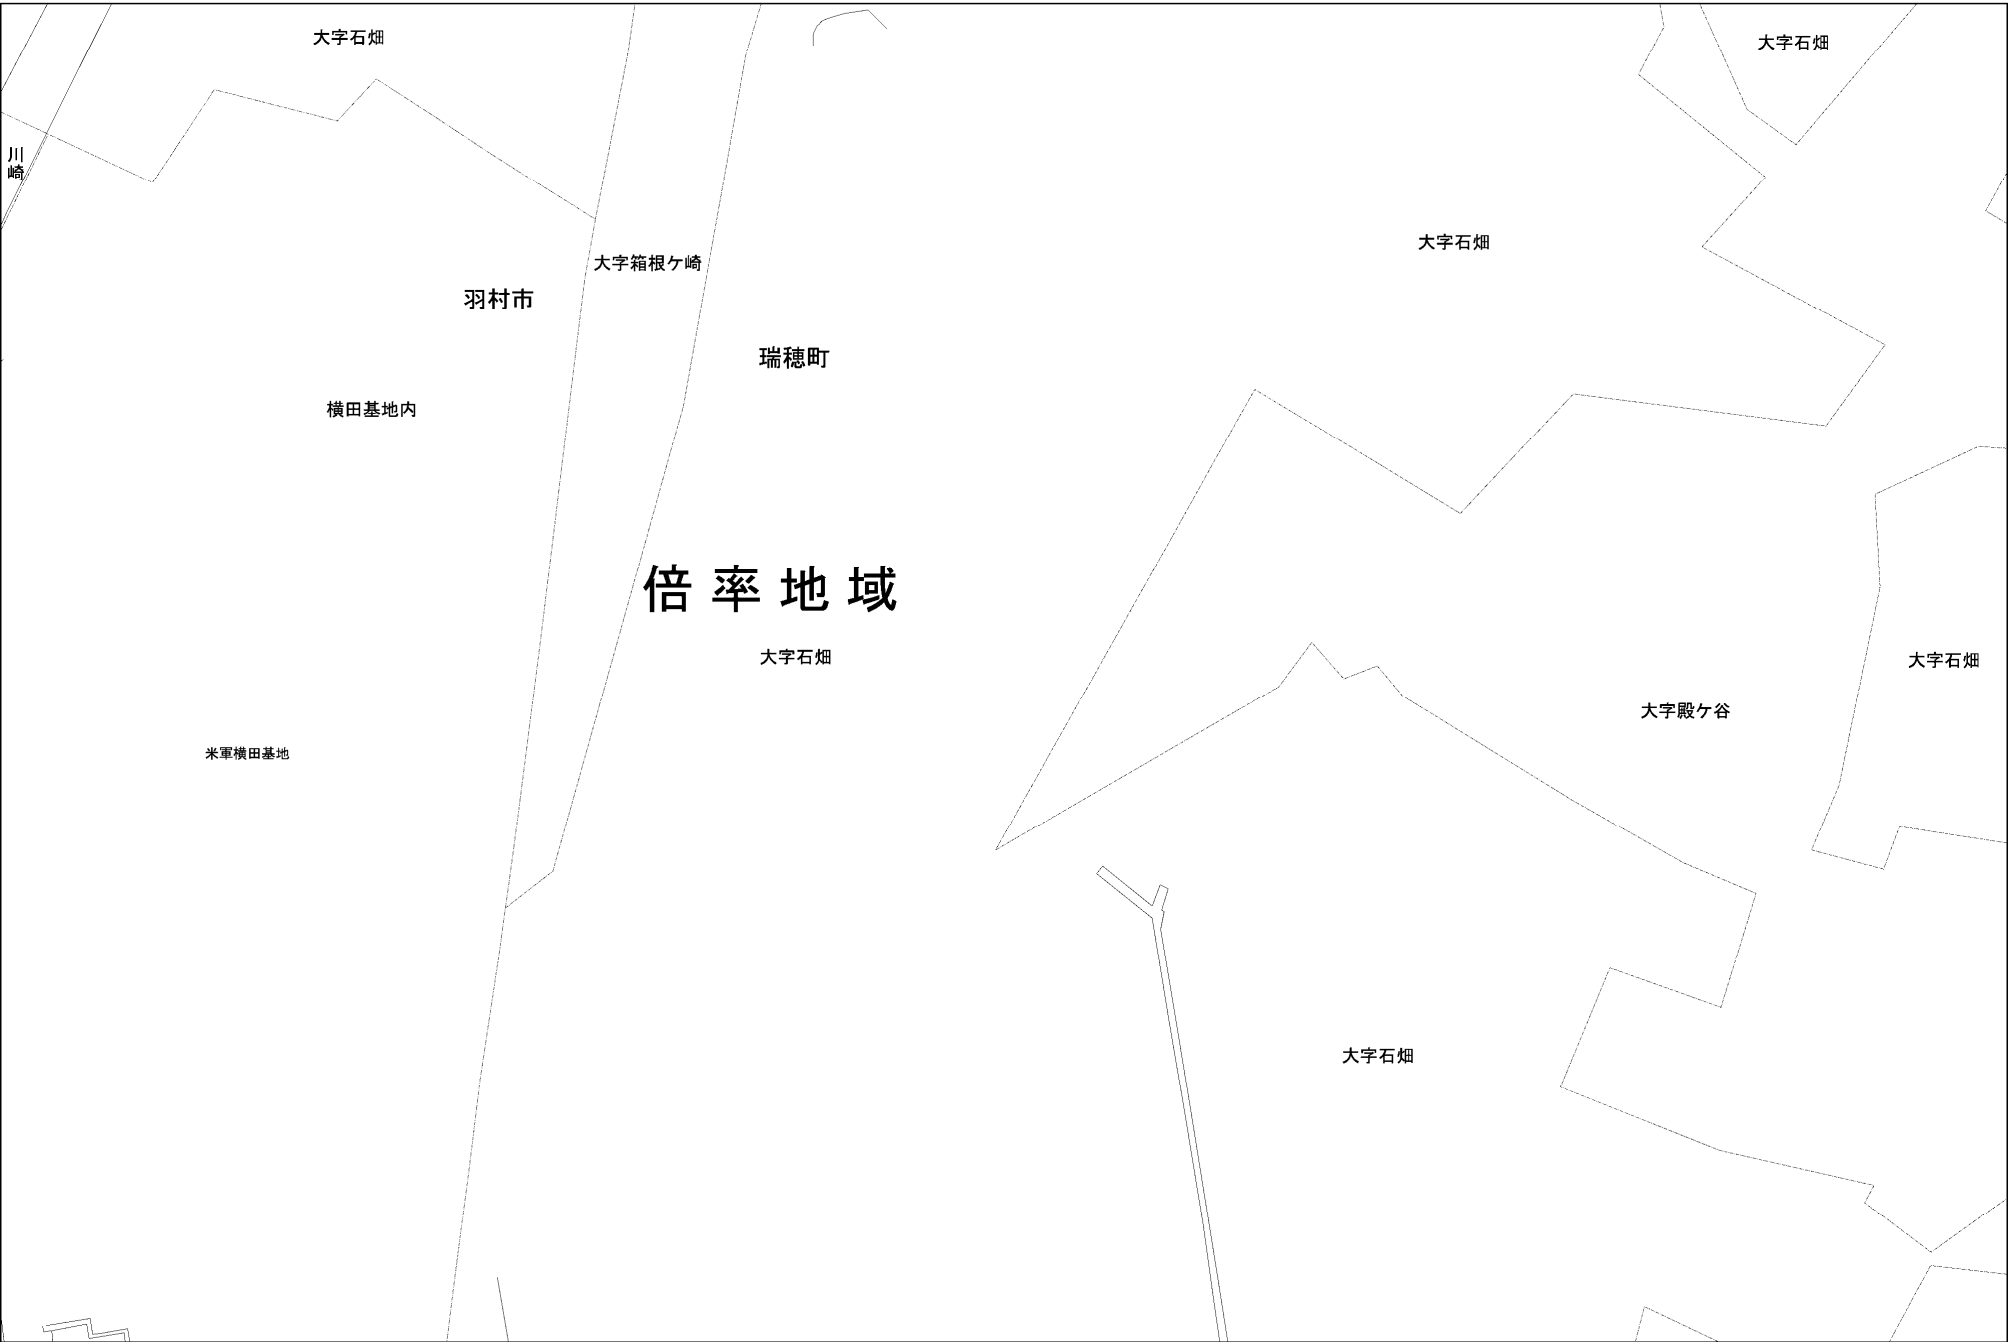 大字石畑
大字石畑
川崎
大字石畑
大字箱根ケ崎
羽村市
瑞穂町
横田基地内
倍率地域
大字石畑
大字石畑
大字殿ケ谷
米軍横田基地
大字石畑